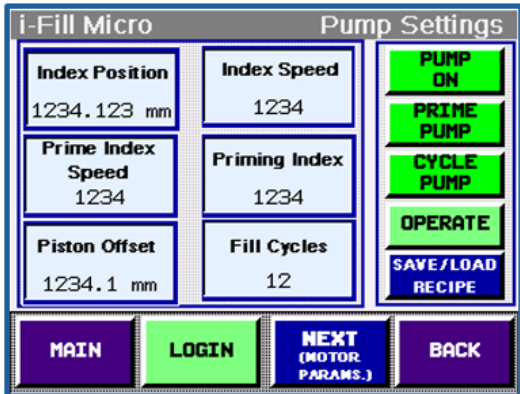 i-Fill Micro Pump Settings
Index Position
1234.123 mm
Index Speed
1234
Prime Index
Speed
1234
Priming Index
1234
Piston Offset
1234.1 mm
Fill Cycles
12
PUMP
ON
PRIME
PUMP
CYCLE
PUMP
OPERATE
SAVE/LOAD
RECIPE
MAIN
LOGIN
NEXT
(MOTOR
PARAMS.)
BACK